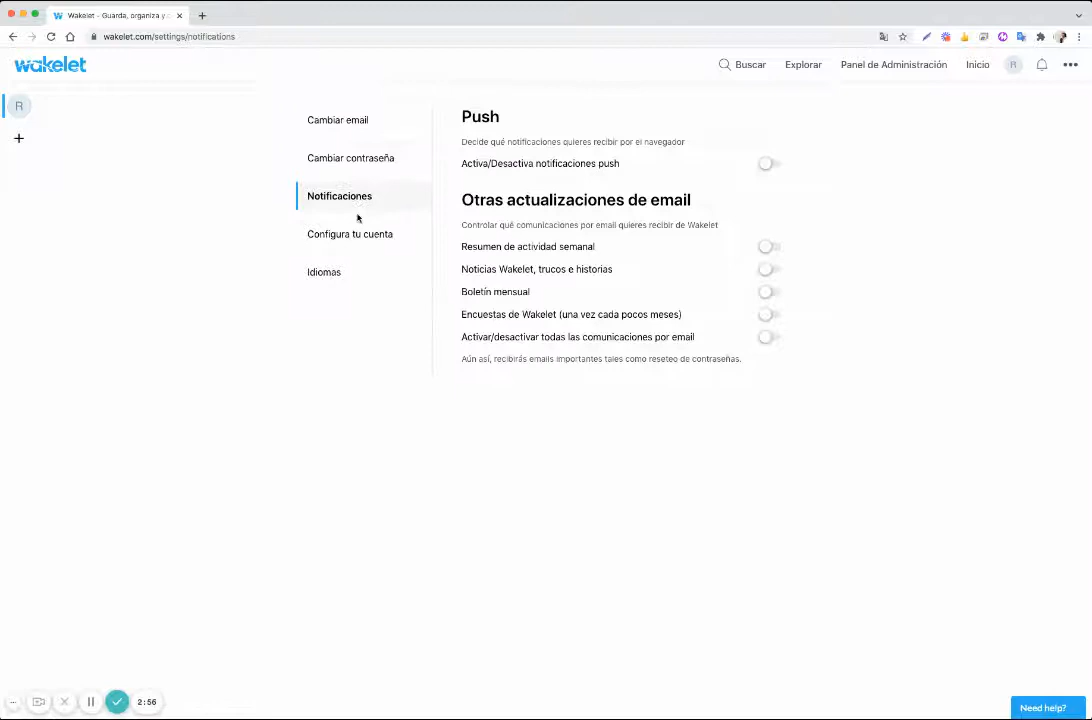 Wakelet - Guarda, organiza y c
wakelet.com/settings/notifications
wakelet
Buscar
Explorar
Panel de Administración
Inicio
R
R
Cambiar email
Cambiar contraseña
Notificaciones
Configura tu cuenta
Idiomas
Push
Decide qué notificaciones quieres recibir por el navegador
Activa/Desactiva notificaciones push
Otras actualizaciones de email
Controlar qué comunicaciones por email quieres recibir de Wakelet
Resumen de actividad semanal
Noticias Wakelet, trucos e historias
Boletín mensual
Encuestas de Wakelet (una vez cada pocos meses)
Activar/desactivar todas las comunicaciones por email
Aún así, recibirás emails importantes tales como reseteo de contraseñas.
2:56
Need help?